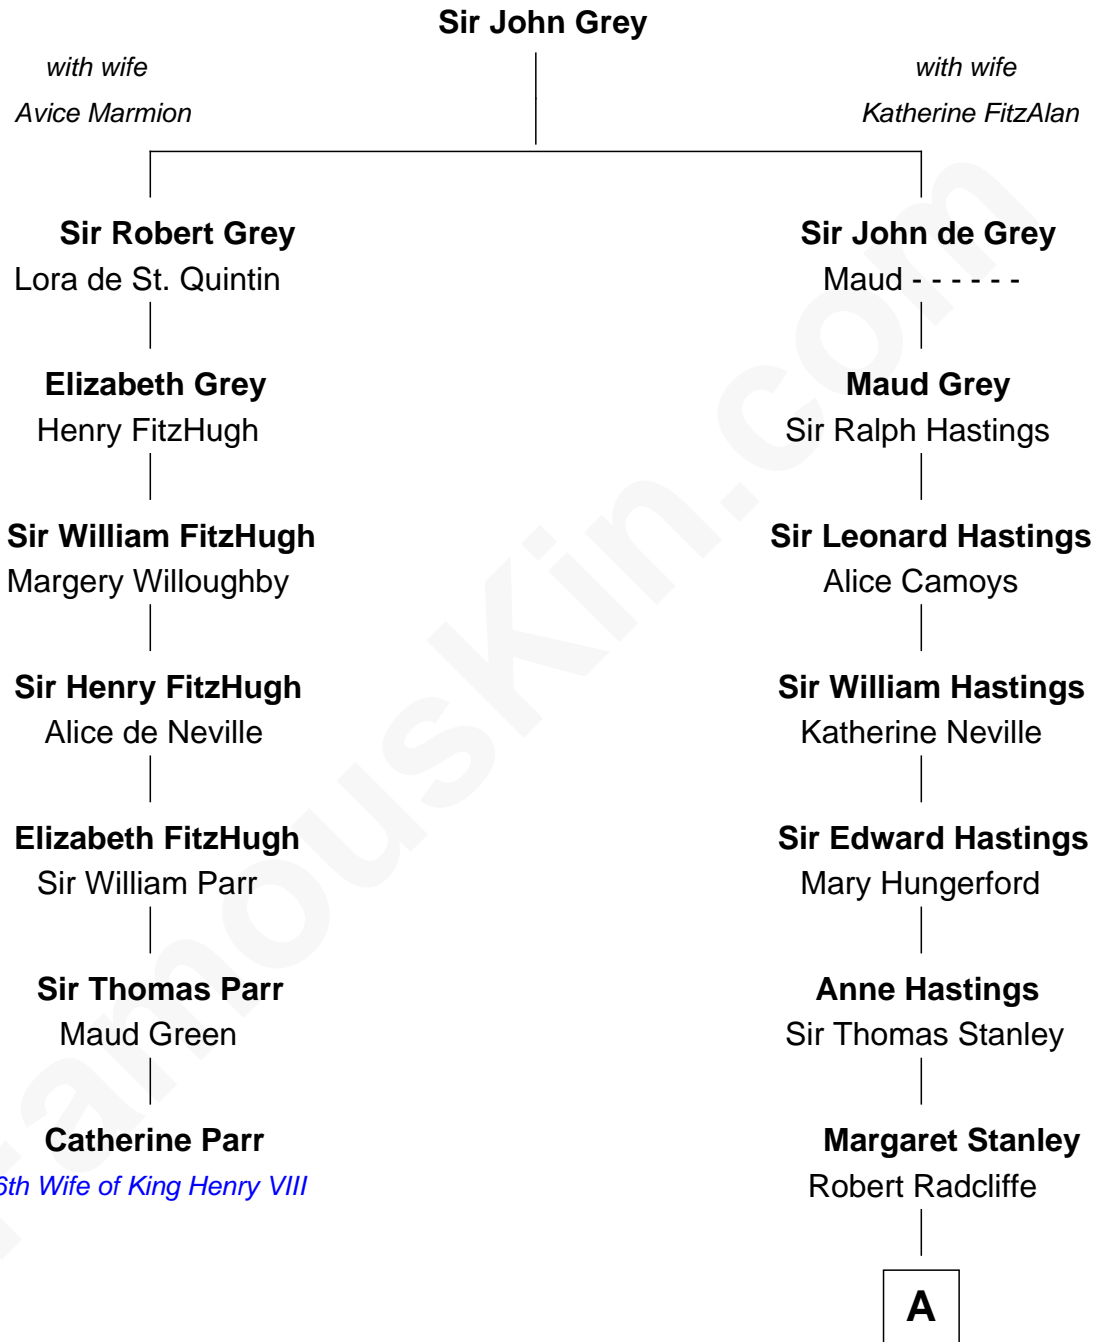 Sir John Grey
with wife
Avice Marmion
with wife
Katherine FitzAlan
Sir Robert Grey
Lora de St. Quintin
Sir John de Grey
Maud - - - - - -
Elizabeth Grey
Henry FitzHugh
Maud Grey
Sir Ralph Hastings
Sir William FitzHugh
Margery Willoughby
Sir Leonard Hastings
Alice Camoys
Sir Henry FitzHugh
Alice de Neville
Sir William Hastings
Katherine Neville
Elizabeth FitzHugh
Sir William Parr
Sir Edward Hastings
Mary Hungerford
Sir Thomas Parr
Maud Green
Anne Hastings
Sir Thomas Stanley
Catherine Parr
6th Wife of King Henry VIII
Margaret Stanley
Robert Radcliffe
A
FamousKin.com